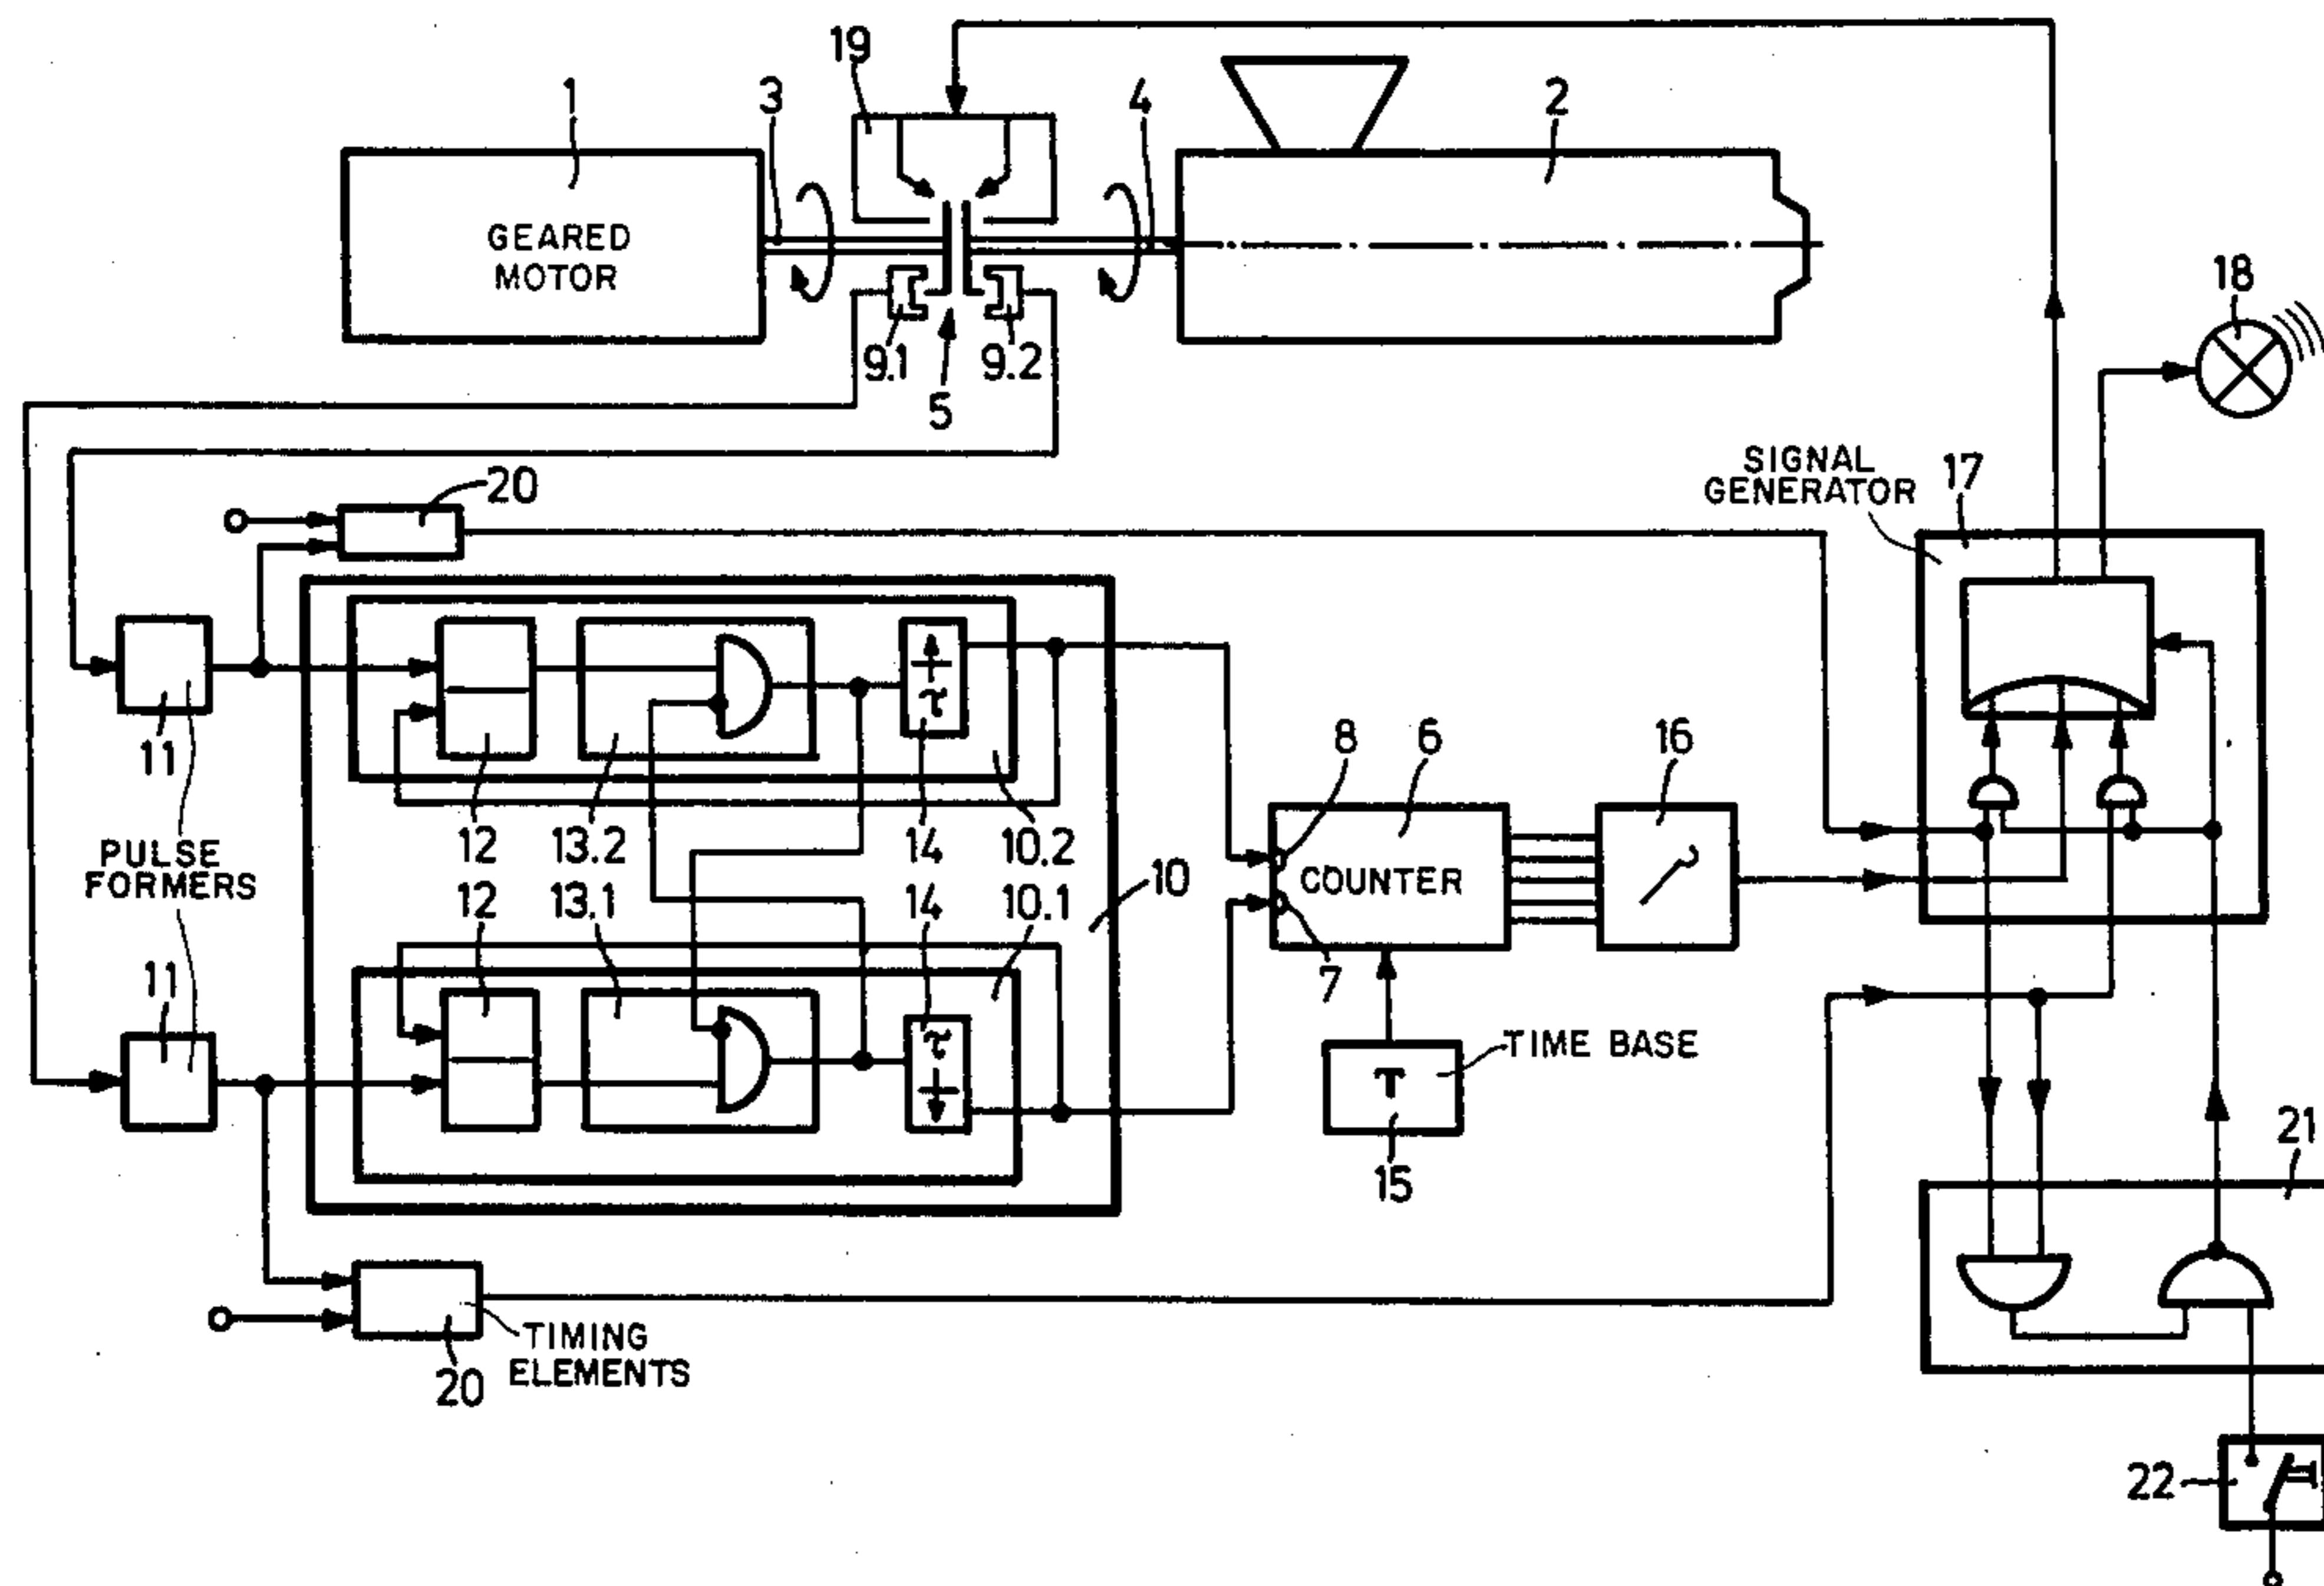 19
1
3
4
2
GEARED
MOTOR
18
9.1
9.2
5
20
SIGNAL
GENERATOR
17
11
12
13.2
14
10.2
8
6
16
PULSE
FORMERS
COUNTER
10
12
13.1
14
10.1
7
11
τ
τ
TIME BASE
T
15
21
TIMING
ELEMENTS
20
22